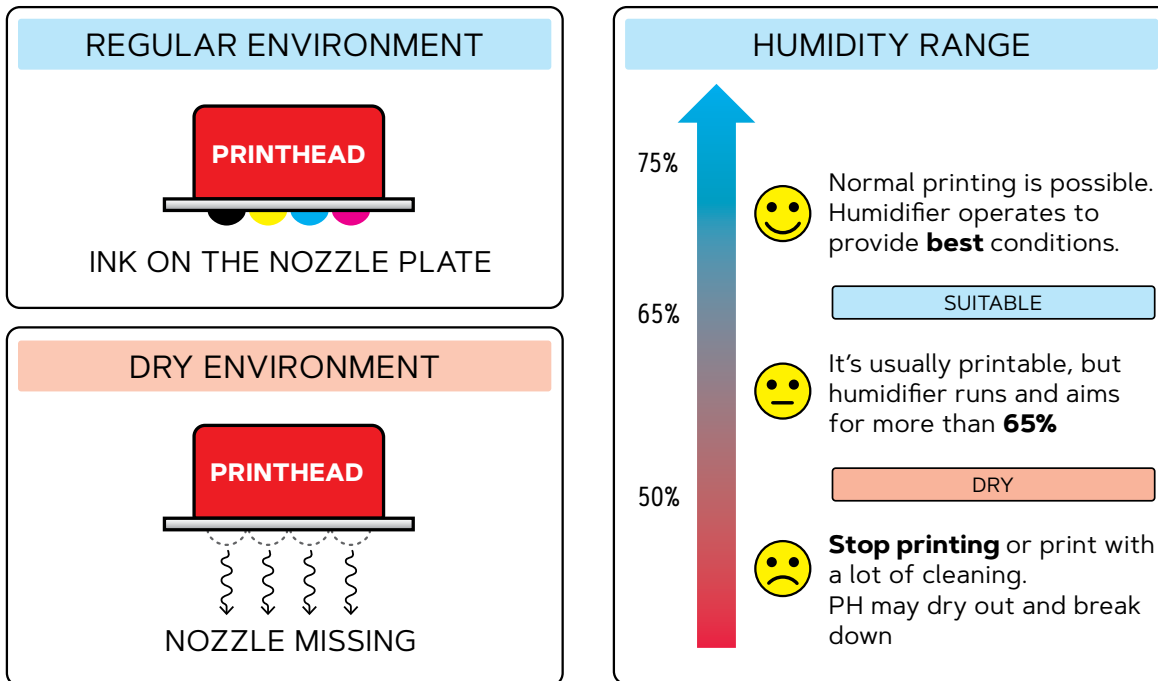 REGULAR ENVIRONMENT
PRINTHEAD
INK ON THE NOZZLE PLATE
DRY ENVIRONMENT
PRINTHEAD
NOZZLE MISSING
HUMIDITY RANGE
75%
Normal printing is possible.
Humidifier operates to
provide best conditions.
SUITABLE
65%
It's usually printable, but
humidifier runs and aims
for more than 65%
DRY
50%
Stop printing or print with
a lot of cleaning.
PH may dry out and break
down